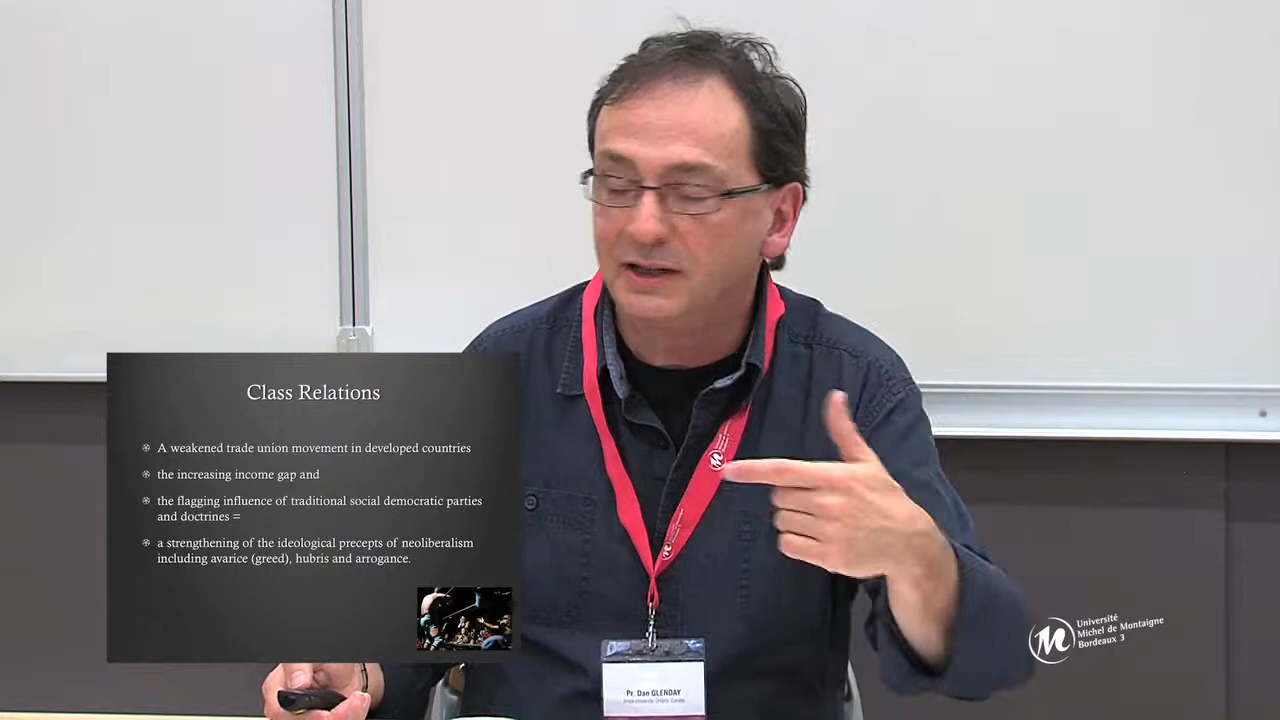 Class Relations
A weakened trade union movement in developed countries
the increasing income gap and
the flagging influence of traditional social democratic parties
and doctrines =
a strengthening of the ideological precepts of neoliberalism
including avarice (greed), hubris and arrogance.
Pr. Dan GLENDAY
Université
Michel de Montaigne
Bordeaux 3